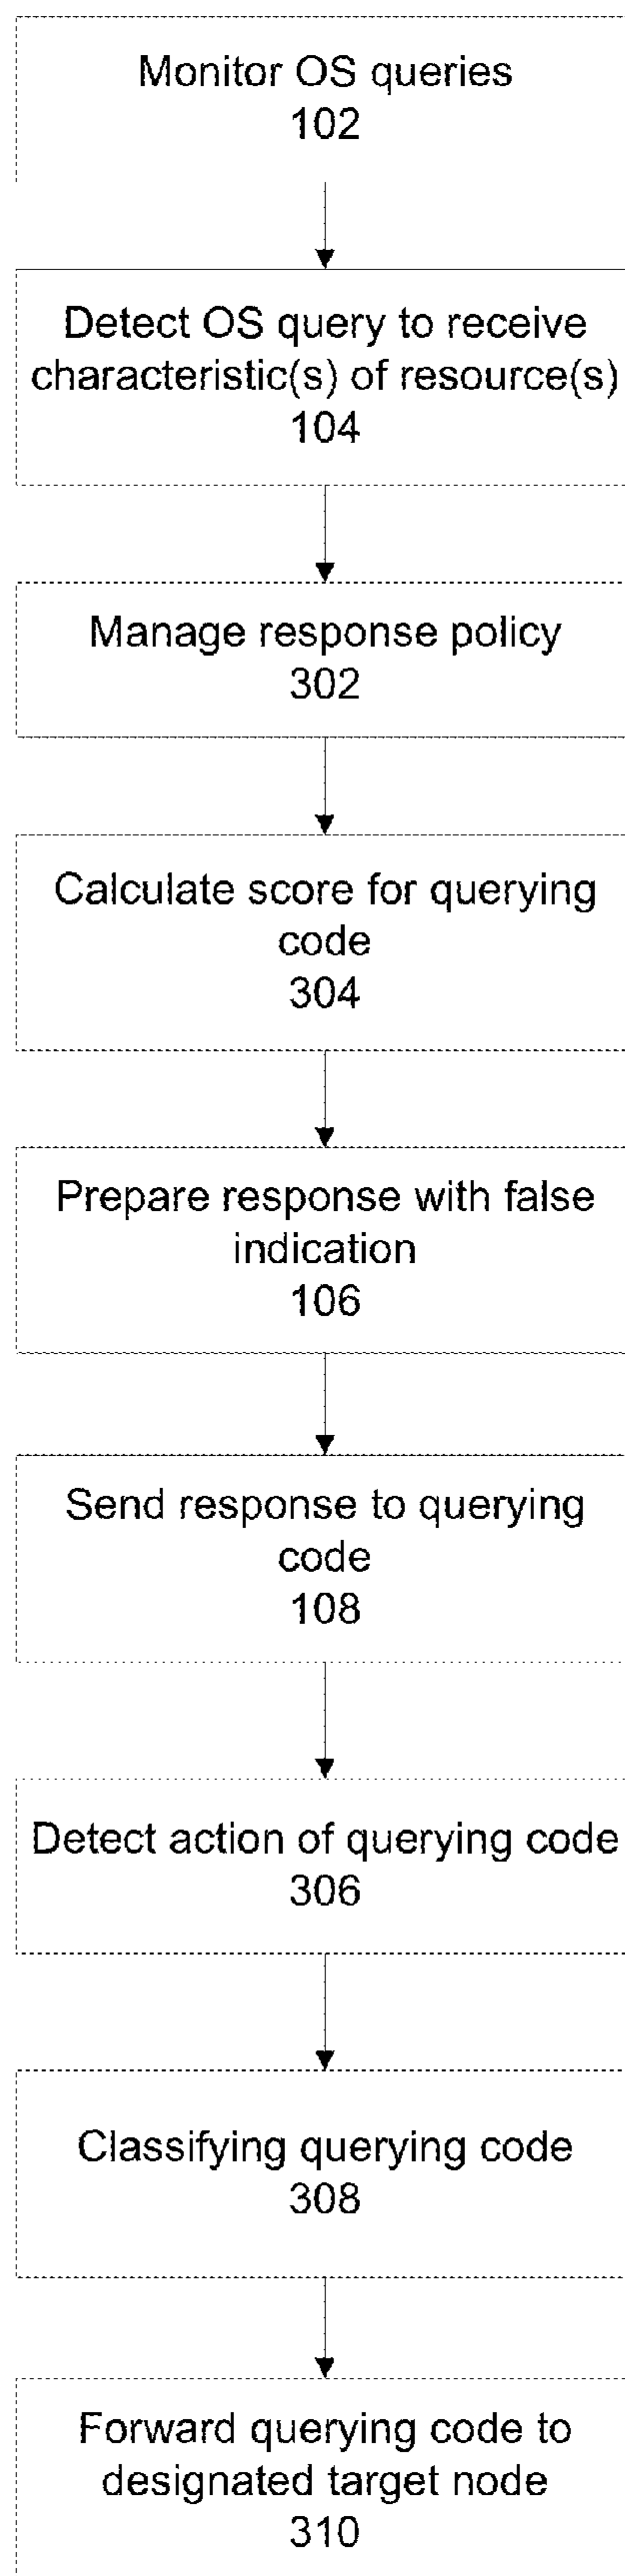 Monitor OS queries
102
Detect OS query to receive
characteristic(s) of resource(s)
104
Manage response policy
302
Calculate score for querying
code
304
Prepare response with false
indication
106
Send response to querying
code
108
Detect action of querying code
306
Classifying querying code
308
Forward querying code to
designated target node
310